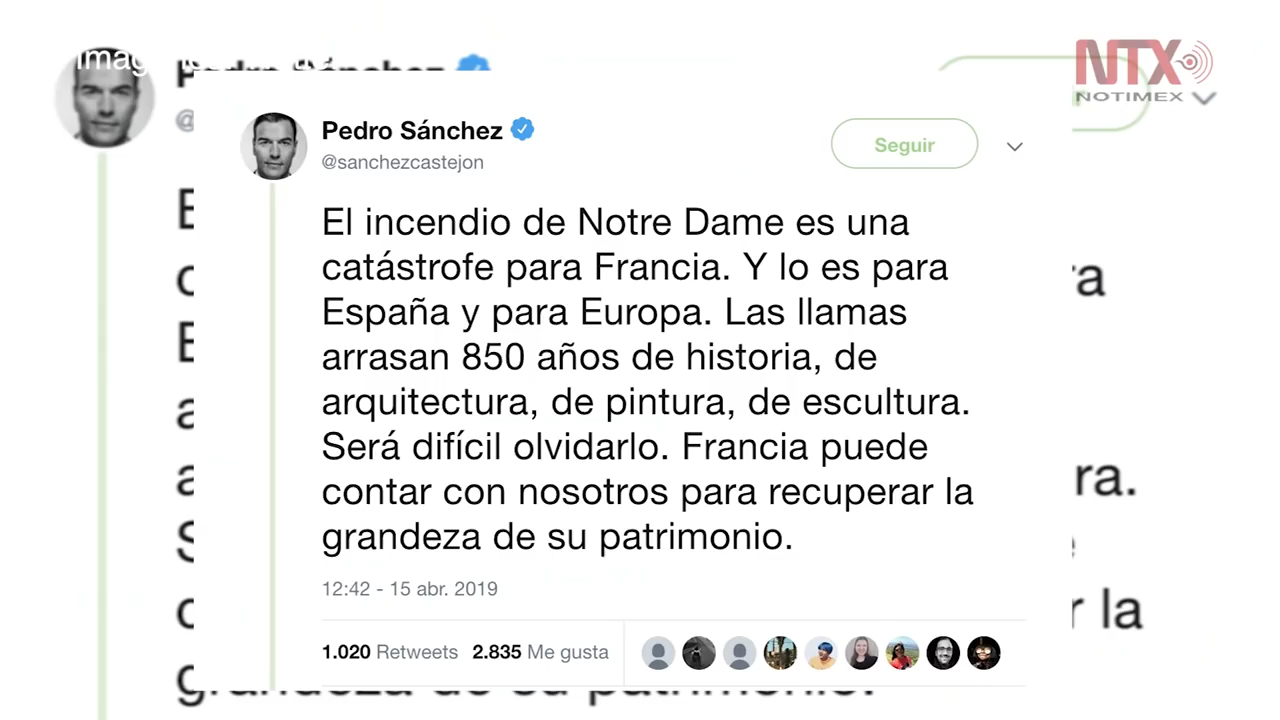 NTX
NOTIMEX
Pedro Sánchez
@sanchezcastejon
Seguir
El incendio de Notre Dame es una
catástrofe para Francia. Y lo es para
España y para Europa. Las llamas
arrasan 850 años de historia, de
arquitectura, de pintura, de escultura.
Será difícil olvidarlo. Francia puede
contar con nosotros para recuperar la
grandeza de su patrimonio.
12:42 - 15 abr. 2019
1.020 Retweets 2.835 Me gusta